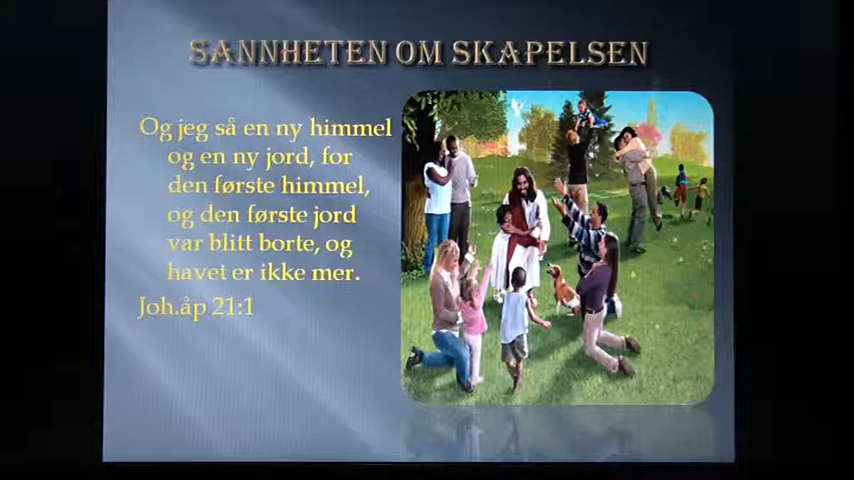 SANNHETEN OM SKAPELSEN
Og jeg så en ny himmel
og en ny jord, for
den første himmel,
og den første jord
var blitt borte, og
havet er ikke mer.
Joh.åp 21:1